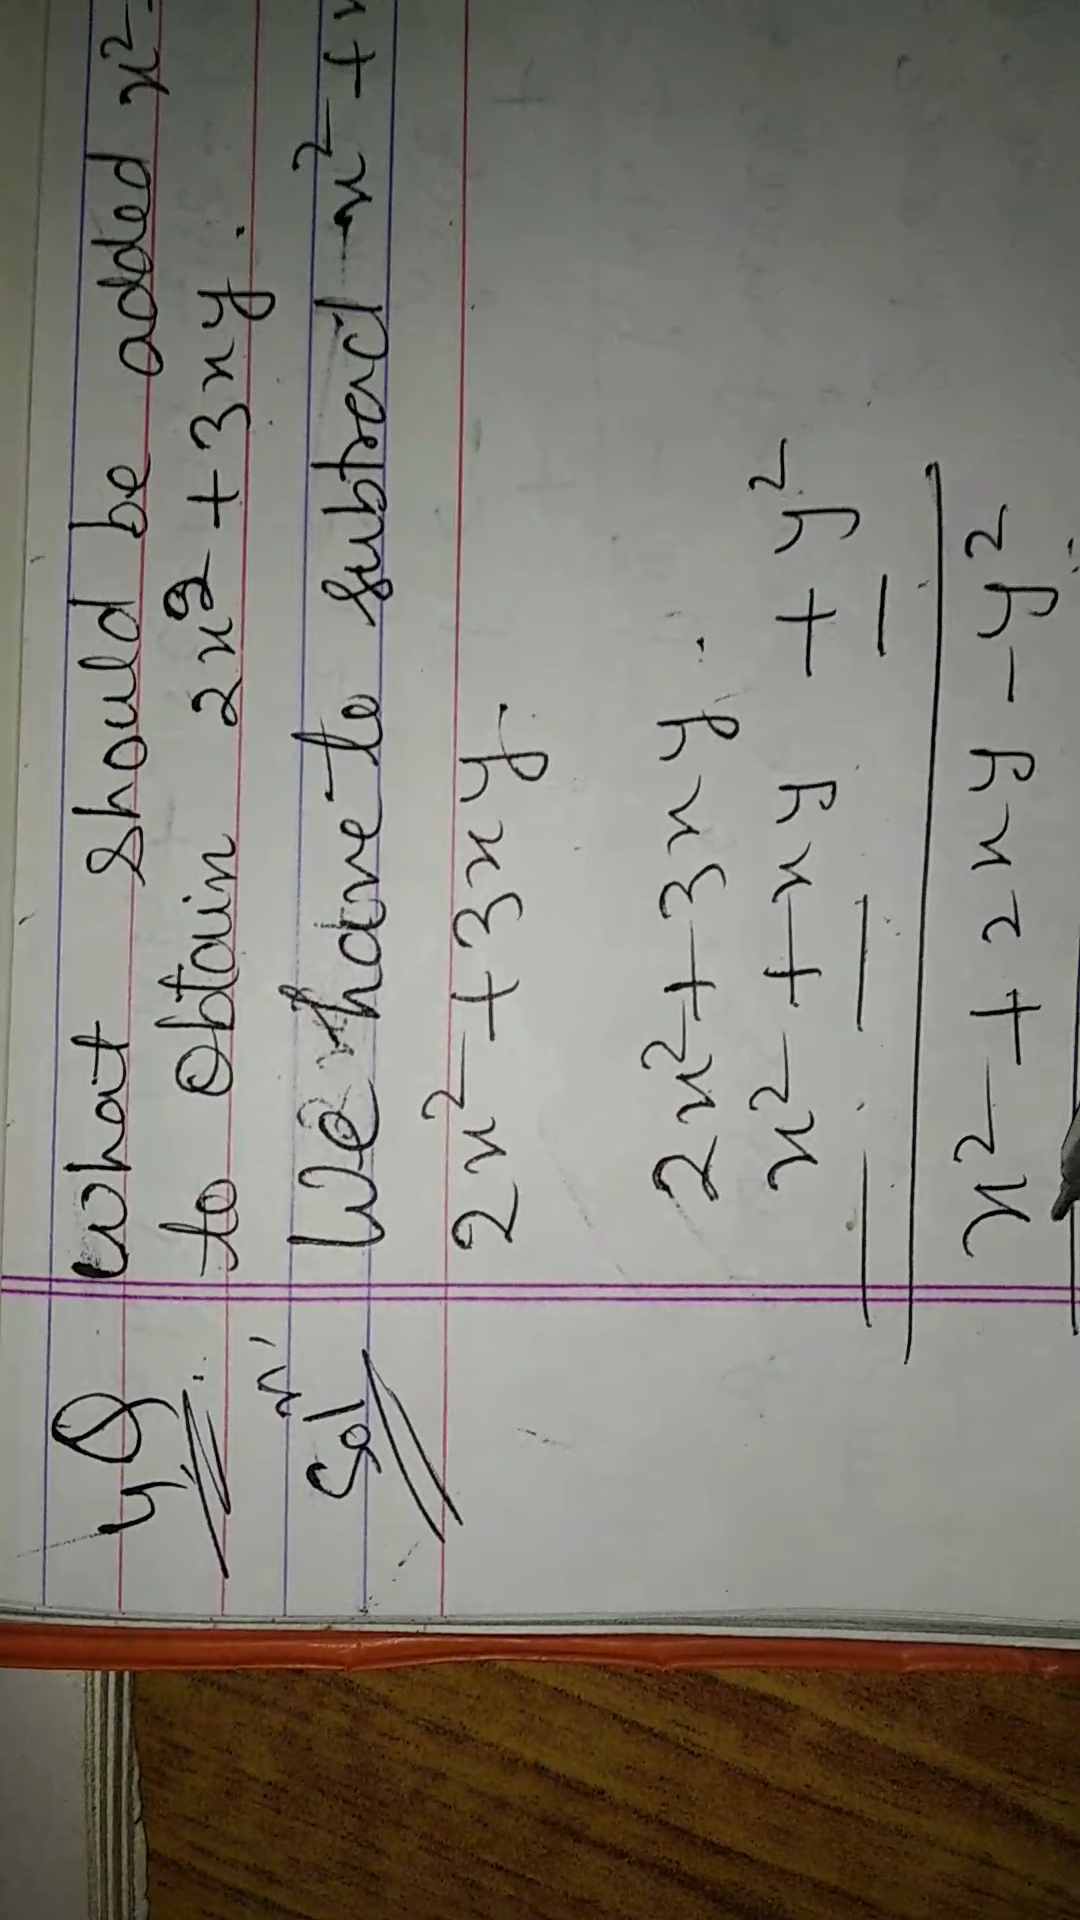 4 Q What should be added x²
to obtain 2x² + 3xy.
Solⁿ We have to subtract x² +
2x² + 3xy.
2x² + 3xy.
x² + xy + y²
— — —
x² + 2xy - y²